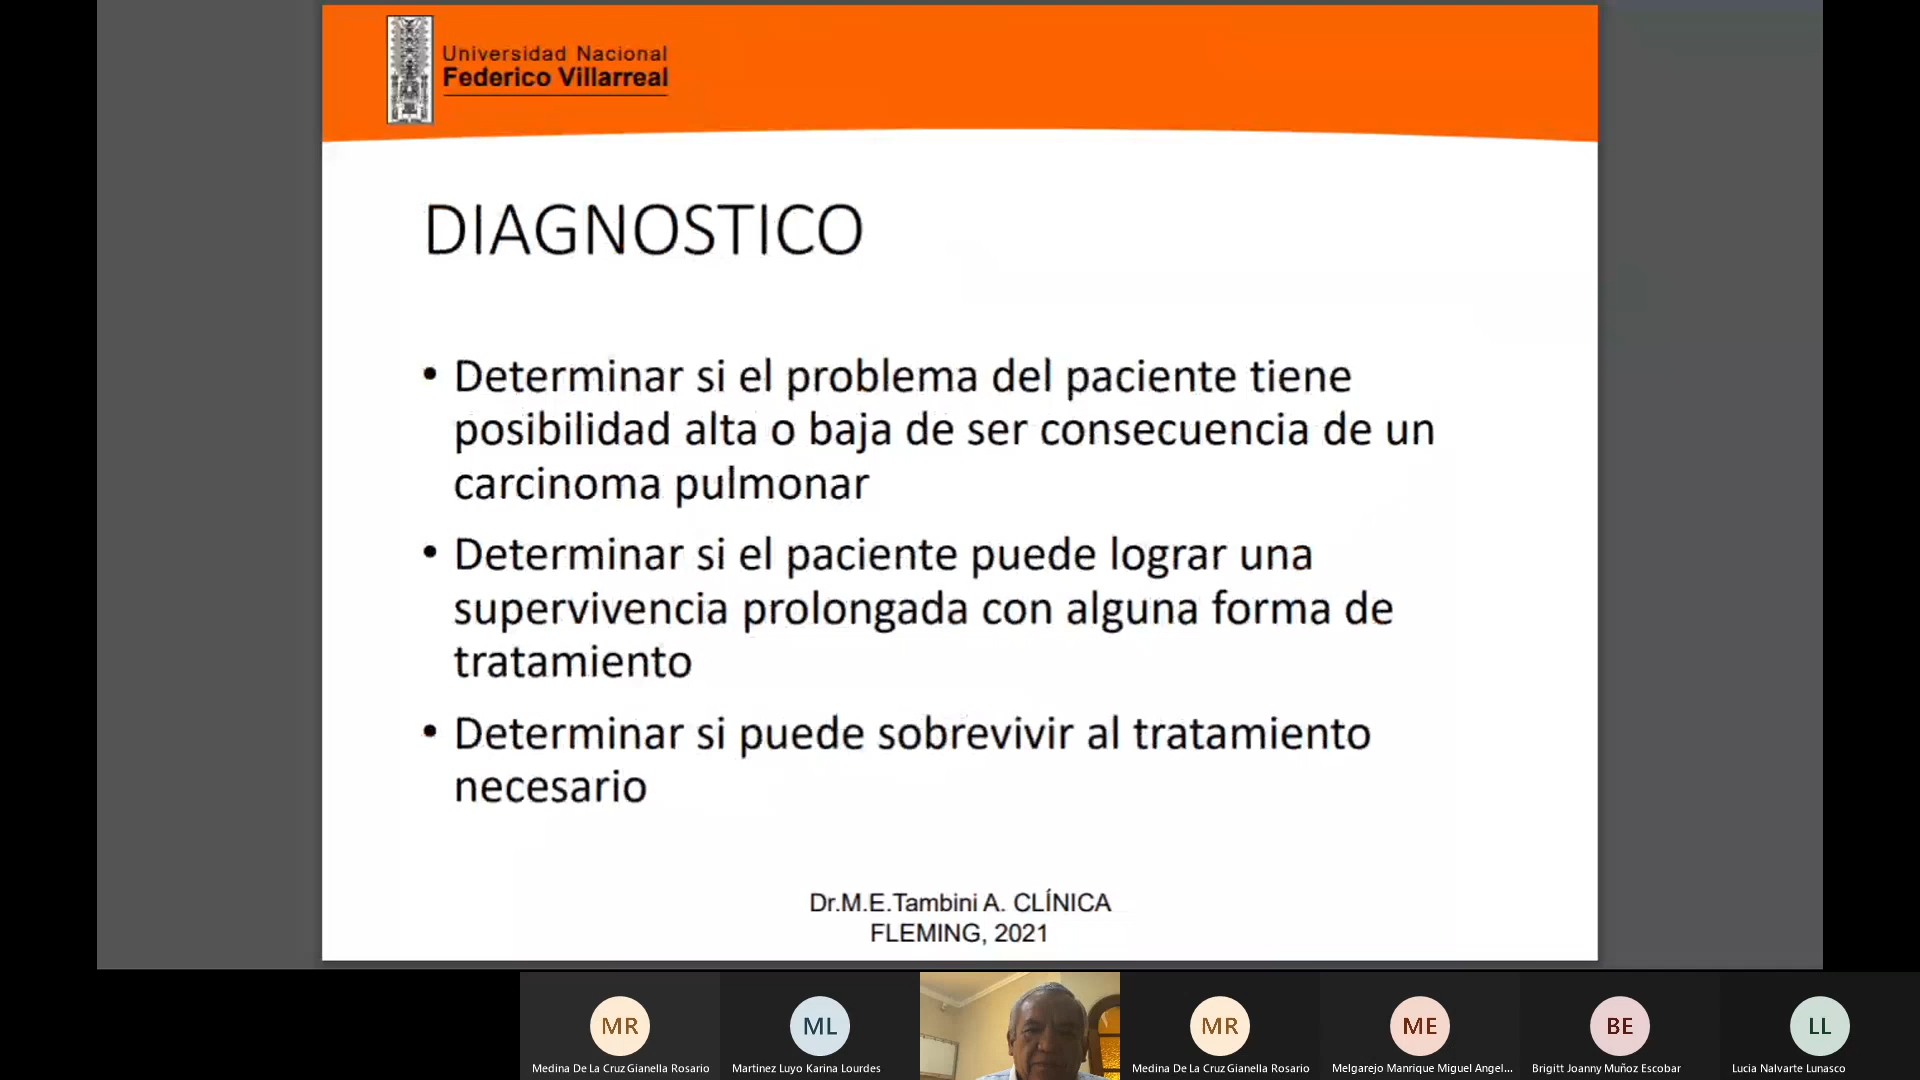 Universidad Nacional
Federico Villarreal
DIAGNOSTICO
• Determinar si el problema del paciente tiene
posibilidad alta o baja de ser consecuencia de un
carcinoma pulmonar
• Determinar si el paciente puede lograr una
supervivencia prolongada con alguna forma de
tratamiento
• Determinar si puede sobrevivir al tratamiento
necesario
Dr.M.E.Tambini A. CLÍNICA
FLEMING, 2021
MR
ML
MR
ME
BE
LL
Medina De La Cruz Gianella Rosario
Martinez Luyo Karina Lourdes
Medina De La Cruz Gianella Rosario
Melgarejo Manrique Miguel Angel...
Brigitt Joanny Muñoz Escobar
Lucia Nalvarte Lunasco